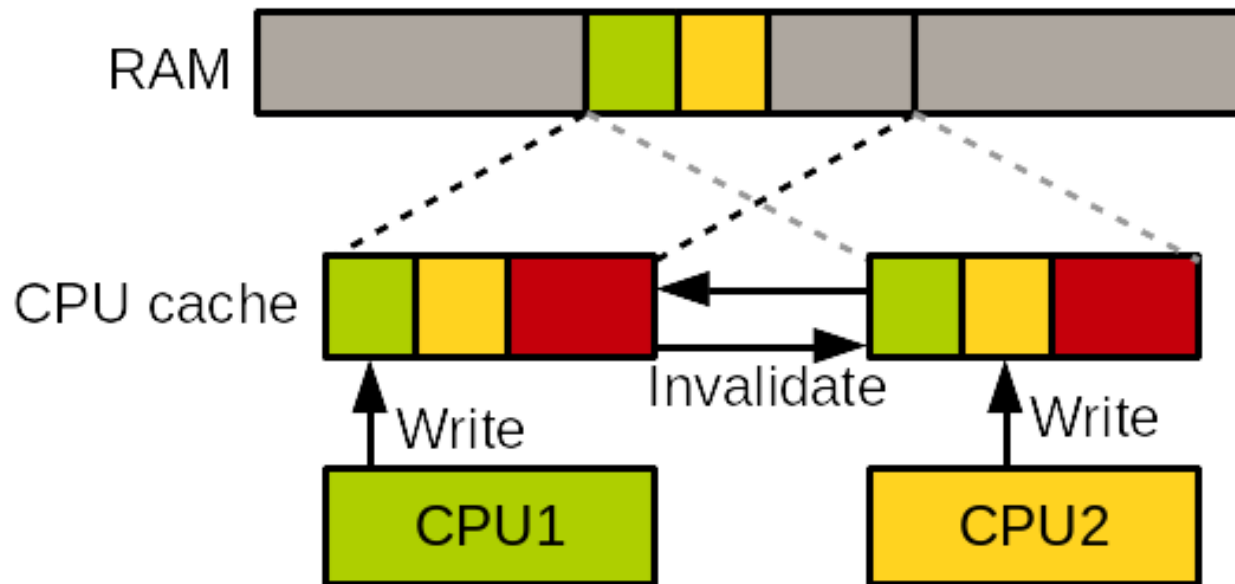 RAM
CPU cache
Invalidate
Write
Write
CPU1
CPU2